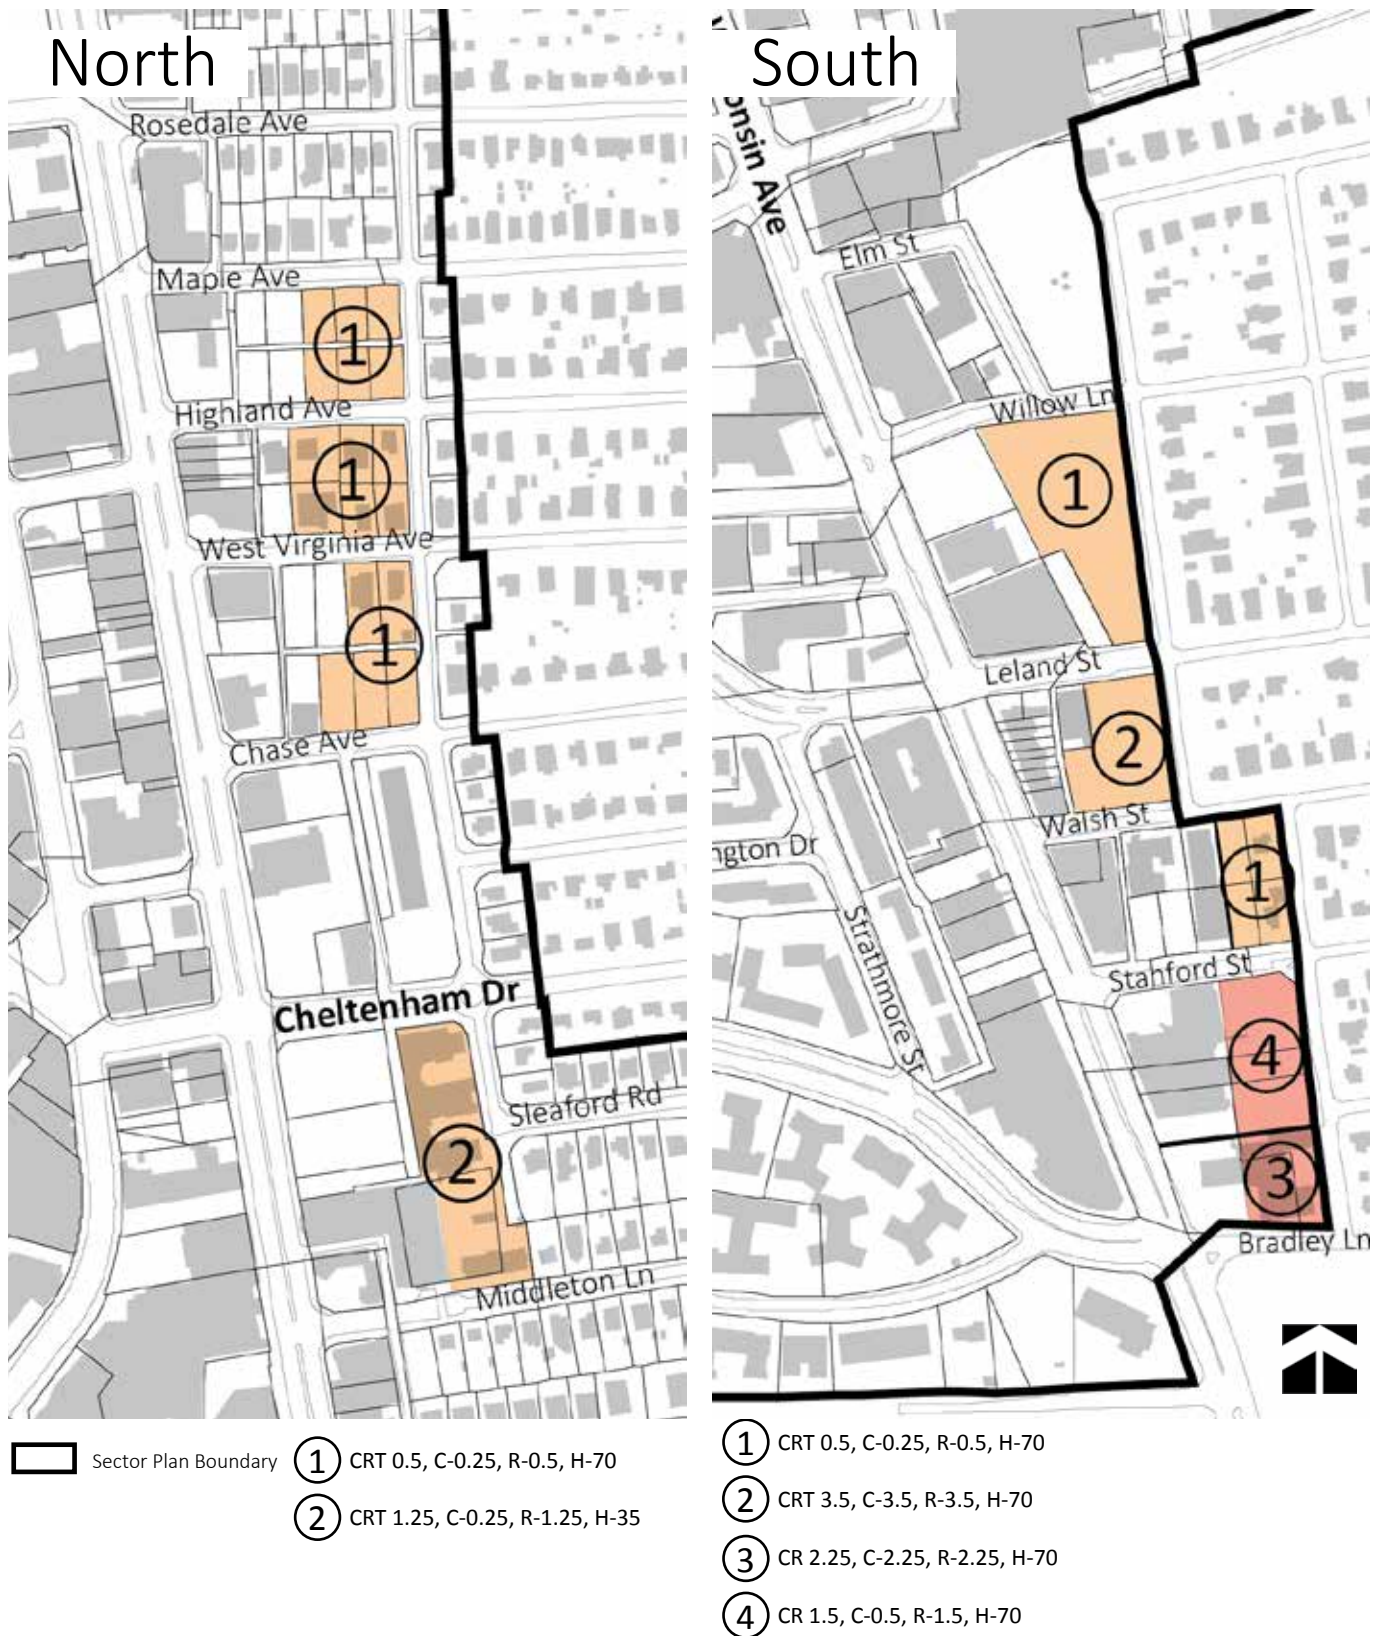 North
Rosedale Ave
Maple Ave
1
Highland Ave
1
West Virginia Ave
1
Chase Ave
Cheltenham Dr
Sleaford Rd
2
Middleton Ln
South
onsin Ave
Elm St
Willow Ln
1
Leland St
2
Walsh St
ngton Dr
1
Strathmore St
Stanford St
4
3
Bradley Ln
Sector Plan Boundary
1 CRT 0.5, C-0.25, R-0.5, H-70
2 CRT 1.25, C-0.25, R-1.25, H-35
1 CRT 0.5, C-0.25, R-0.5, H-70
2 CRT 3.5, C-3.5, R-3.5, H-70
3 CR 2.25, C-2.25, R-2.25, H-70
4 CR 1.5, C-0.5, R-1.5, H-70